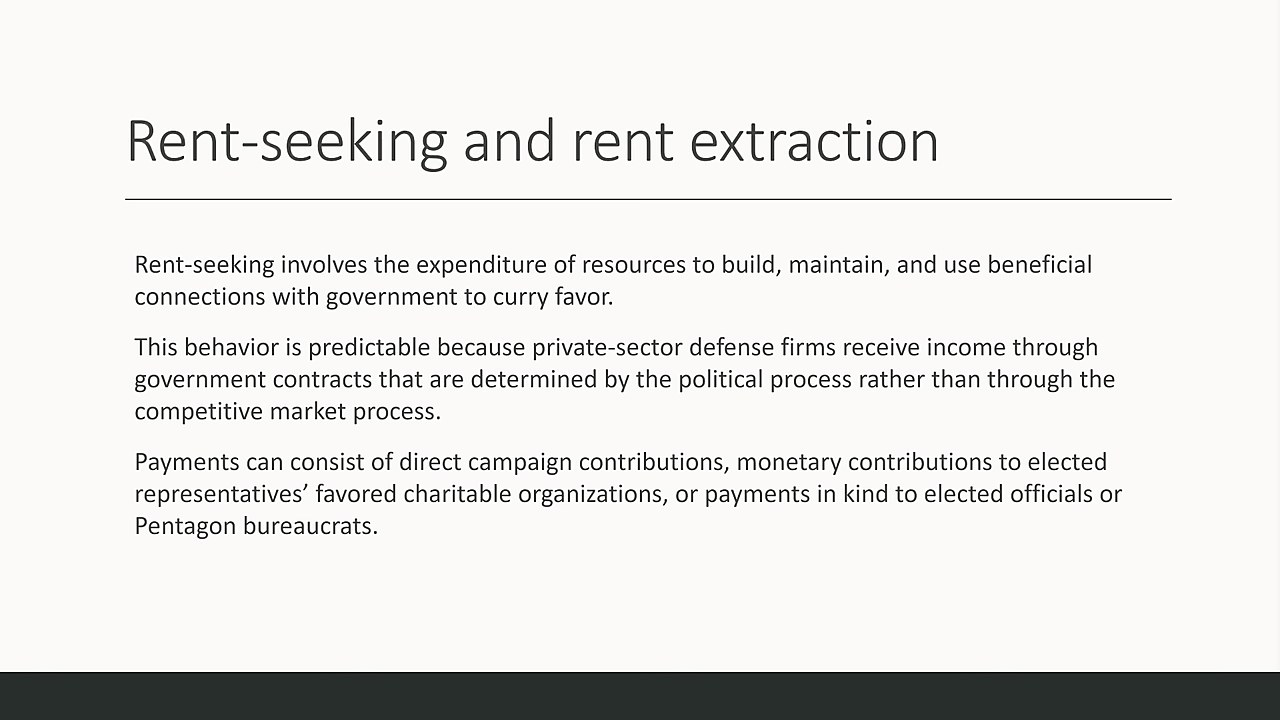 Rent-seeking and rent extraction
Rent-seeking involves the expenditure of resources to build, maintain, and use beneficial
connections with government to curry favor.
This behavior is predictable because private-sector defense firms receive income through
government contracts that are determined by the political process rather than through the
competitive market process.
Payments can consist of direct campaign contributions, monetary contributions to elected
representatives’ favored charitable organizations, or payments in kind to elected officials or
Pentagon bureaucrats.